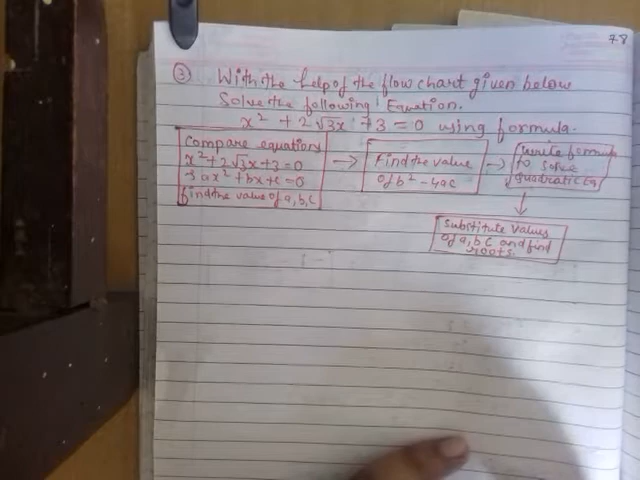 78
③ With the help of the flow chart given below
Solve the following Equation.
x² + 2√3x + 3 = 0 using formula.
Compare equations
x² + 2√3x + 3 = 0
ax² + bx + c = 0
find the value of a, b, c
→
Find the value
of b² - 4ac
→
write formula
to solve
quadratic Eq
↓
Substitute values
of a, b, c and find
roots.